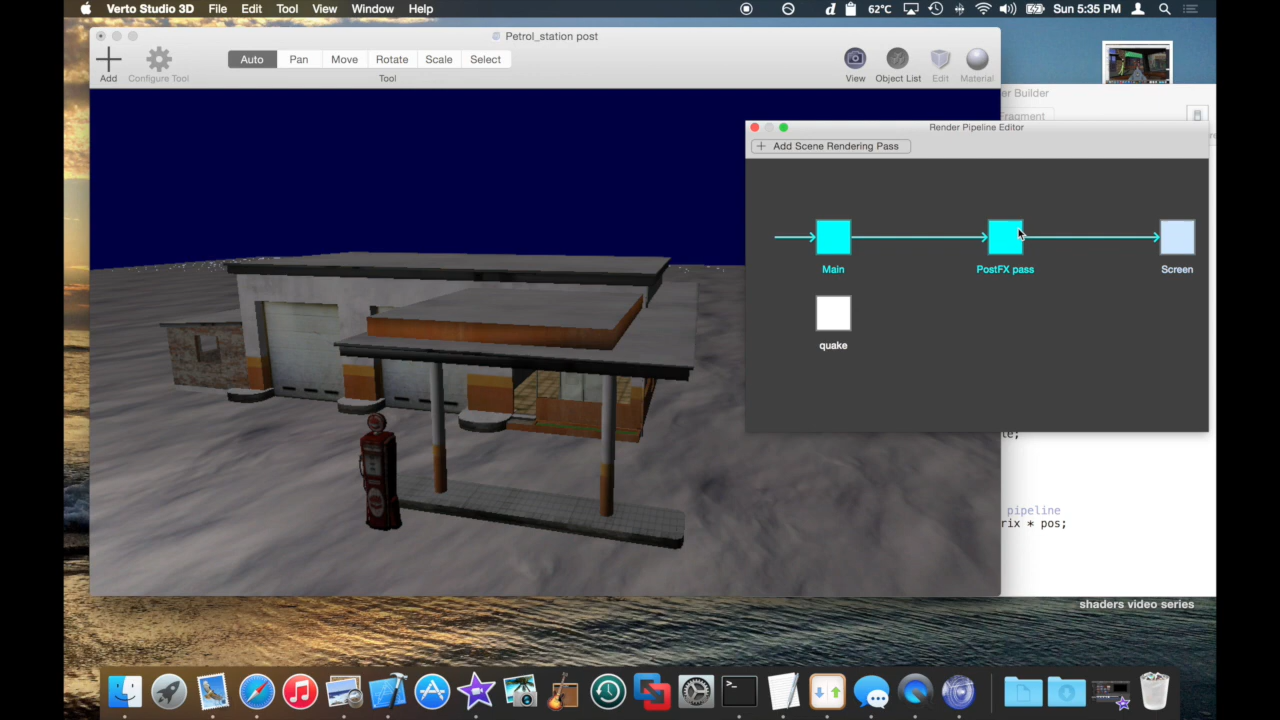 Verto Studio 3D File Edit Tool View Window Help
62°C Sun 5:35 PM
Petrol_station post
Auto Pan Move Rotate Scale Select
Add Configure Tool Tool View Object List Edit Material
er Builder
Fragment
Render Pipeline Editor
+ Add Scene Rendering Pass
Main PostFX pass Screen
quake
pipeline
rix * pos;
shaders video series